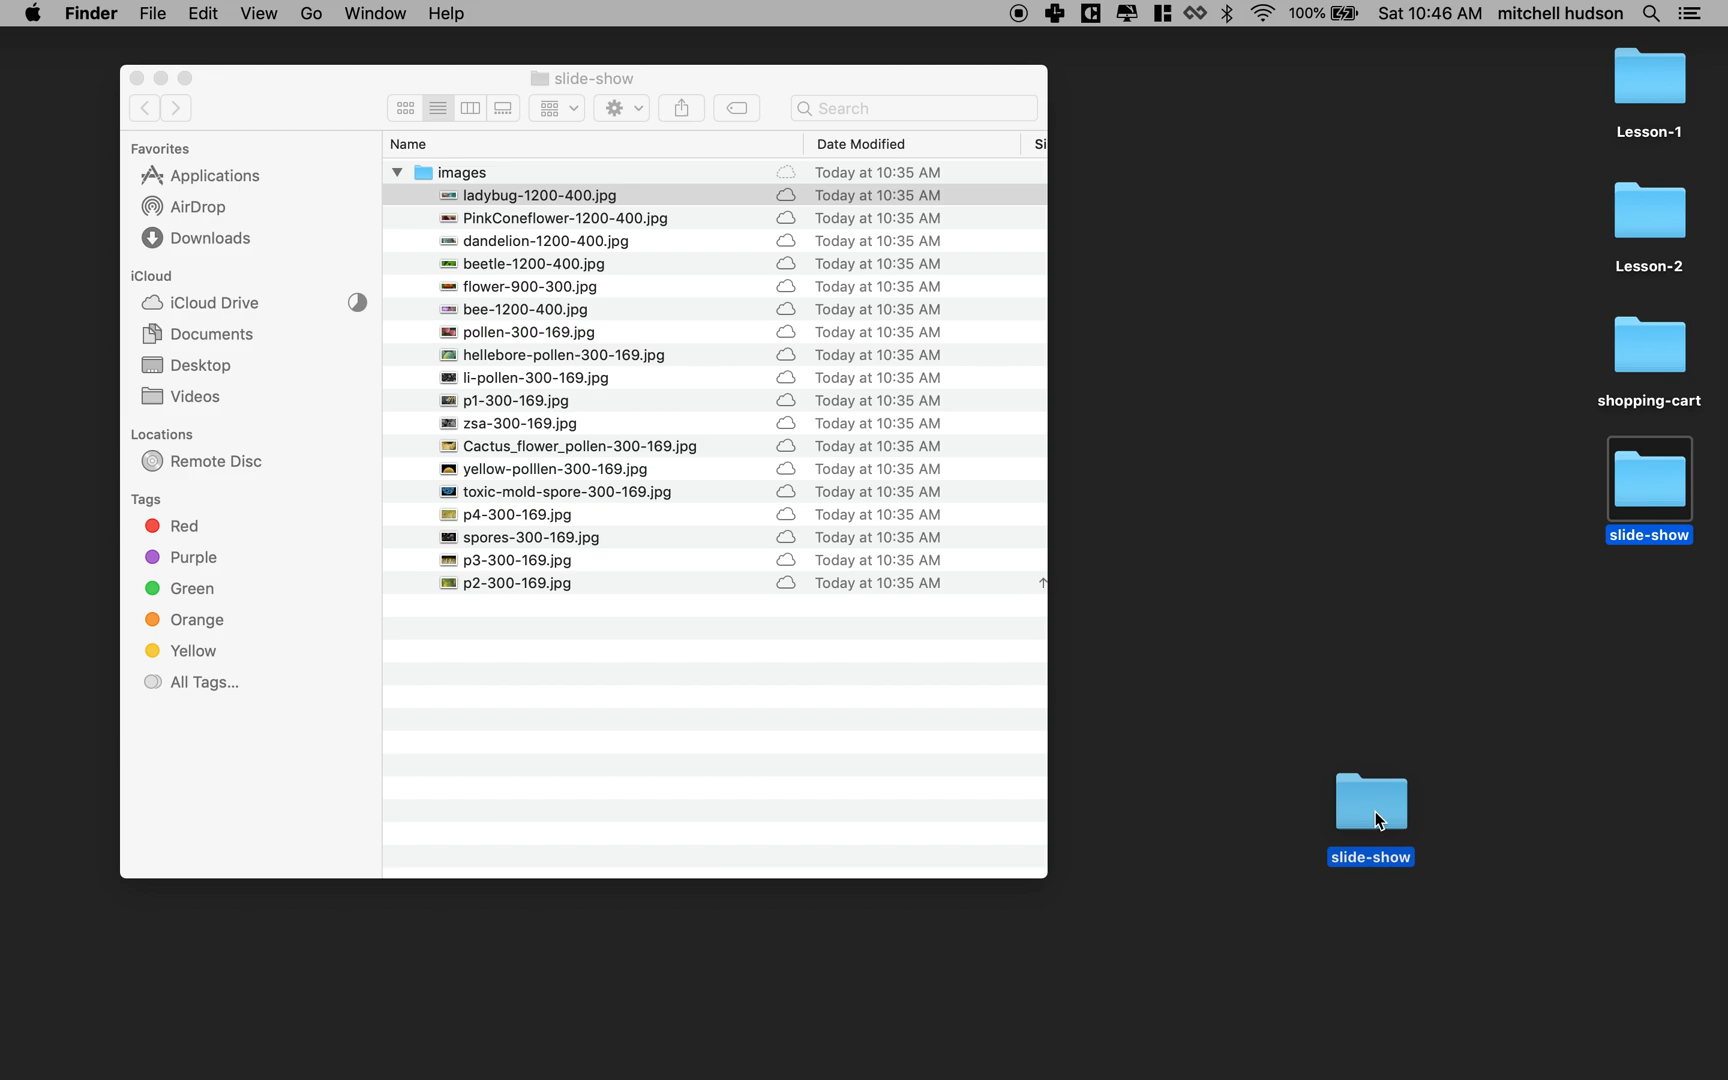 Finder File Edit View Go Window Help 100% Sat 10:46 AM mitchell hudson
slide-show
Search
Favorites
Applications
AirDrop
Downloads
iCloud
iCloud Drive
Documents
Desktop
Videos
Locations
Remote Disc
Tags
Red
Purple
Green
Orange
Yellow
All Tags...
Name Date Modified Si
images Today at 10:35 AM
ladybug-1200-400.jpg Today at 10:35 AM
PinkConeflower-1200-400.jpg Today at 10:35 AM
dandelion-1200-400.jpg Today at 10:35 AM
beetle-1200-400.jpg Today at 10:35 AM
flower-900-300.jpg Today at 10:35 AM
bee-1200-400.jpg Today at 10:35 AM
pollen-300-169.jpg Today at 10:35 AM
hellebore-pollen-300-169.jpg Today at 10:35 AM
li-pollen-300-169.jpg Today at 10:35 AM
p1-300-169.jpg Today at 10:35 AM
zsa-300-169.jpg Today at 10:35 AM
Cactus_flower_pollen-300-169.jpg Today at 10:35 AM
yellow-polllen-300-169.jpg Today at 10:35 AM
toxic-mold-spore-300-169.jpg Today at 10:35 AM
p4-300-169.jpg Today at 10:35 AM
spores-300-169.jpg Today at 10:35 AM
p3-300-169.jpg Today at 10:35 AM
p2-300-169.jpg Today at 10:35 AM
Lesson-1
Lesson-2
shopping-cart
slide-show
slide-show